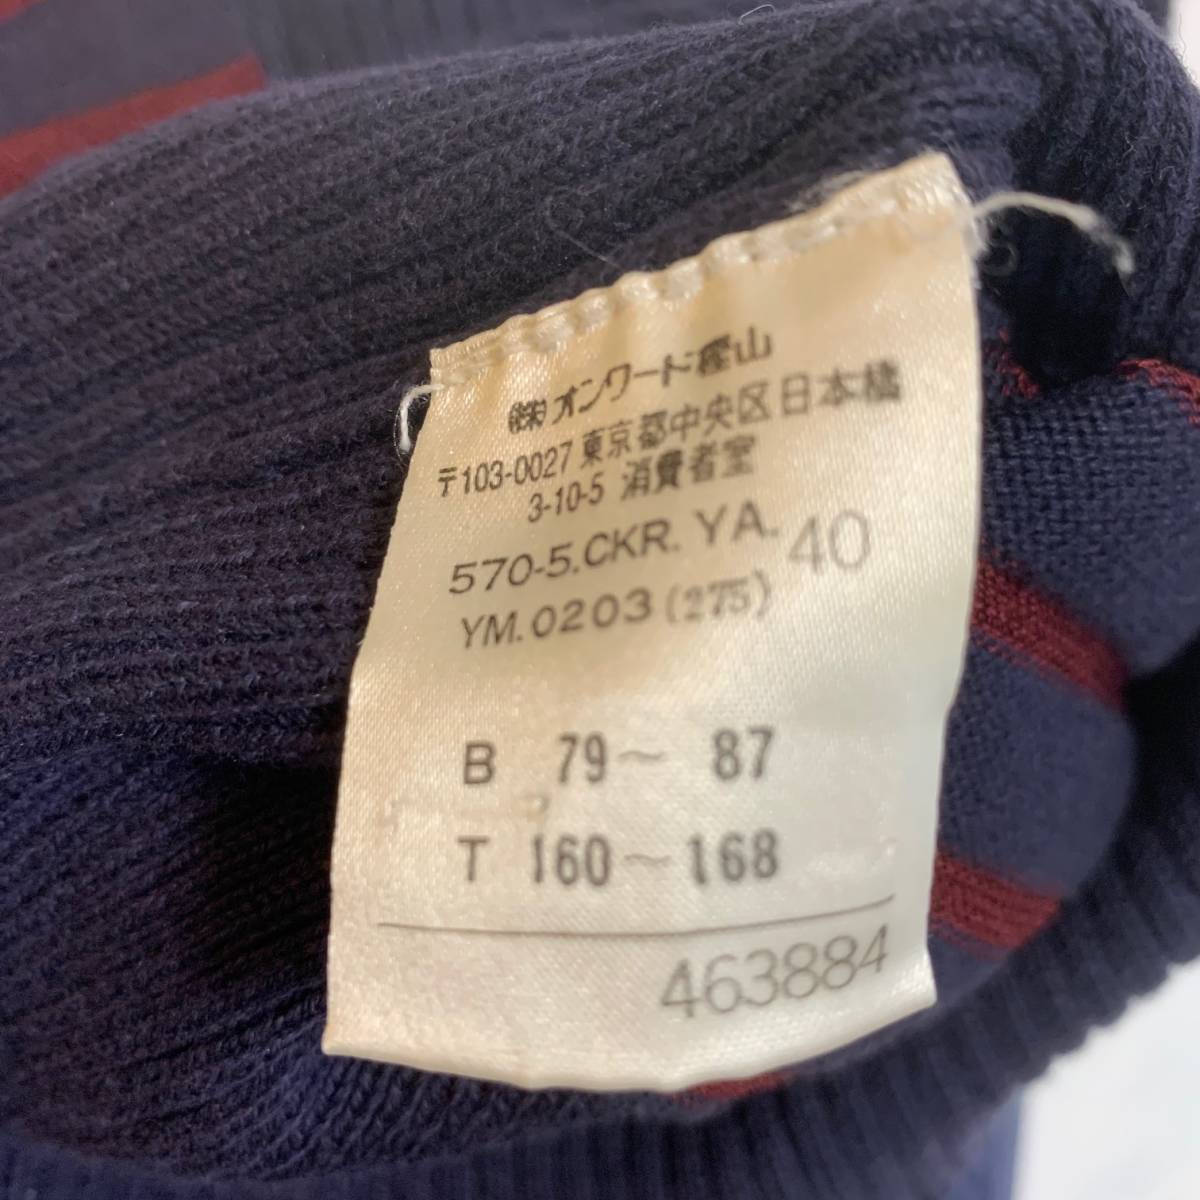 ㈱オンワード樫山
〒103-0027 東京都中央区日本橋
3-10-5 消費者室
570-5.CKR. YA. 40
YM.0203 (275)
B 79～ 87
T 160～168
463884